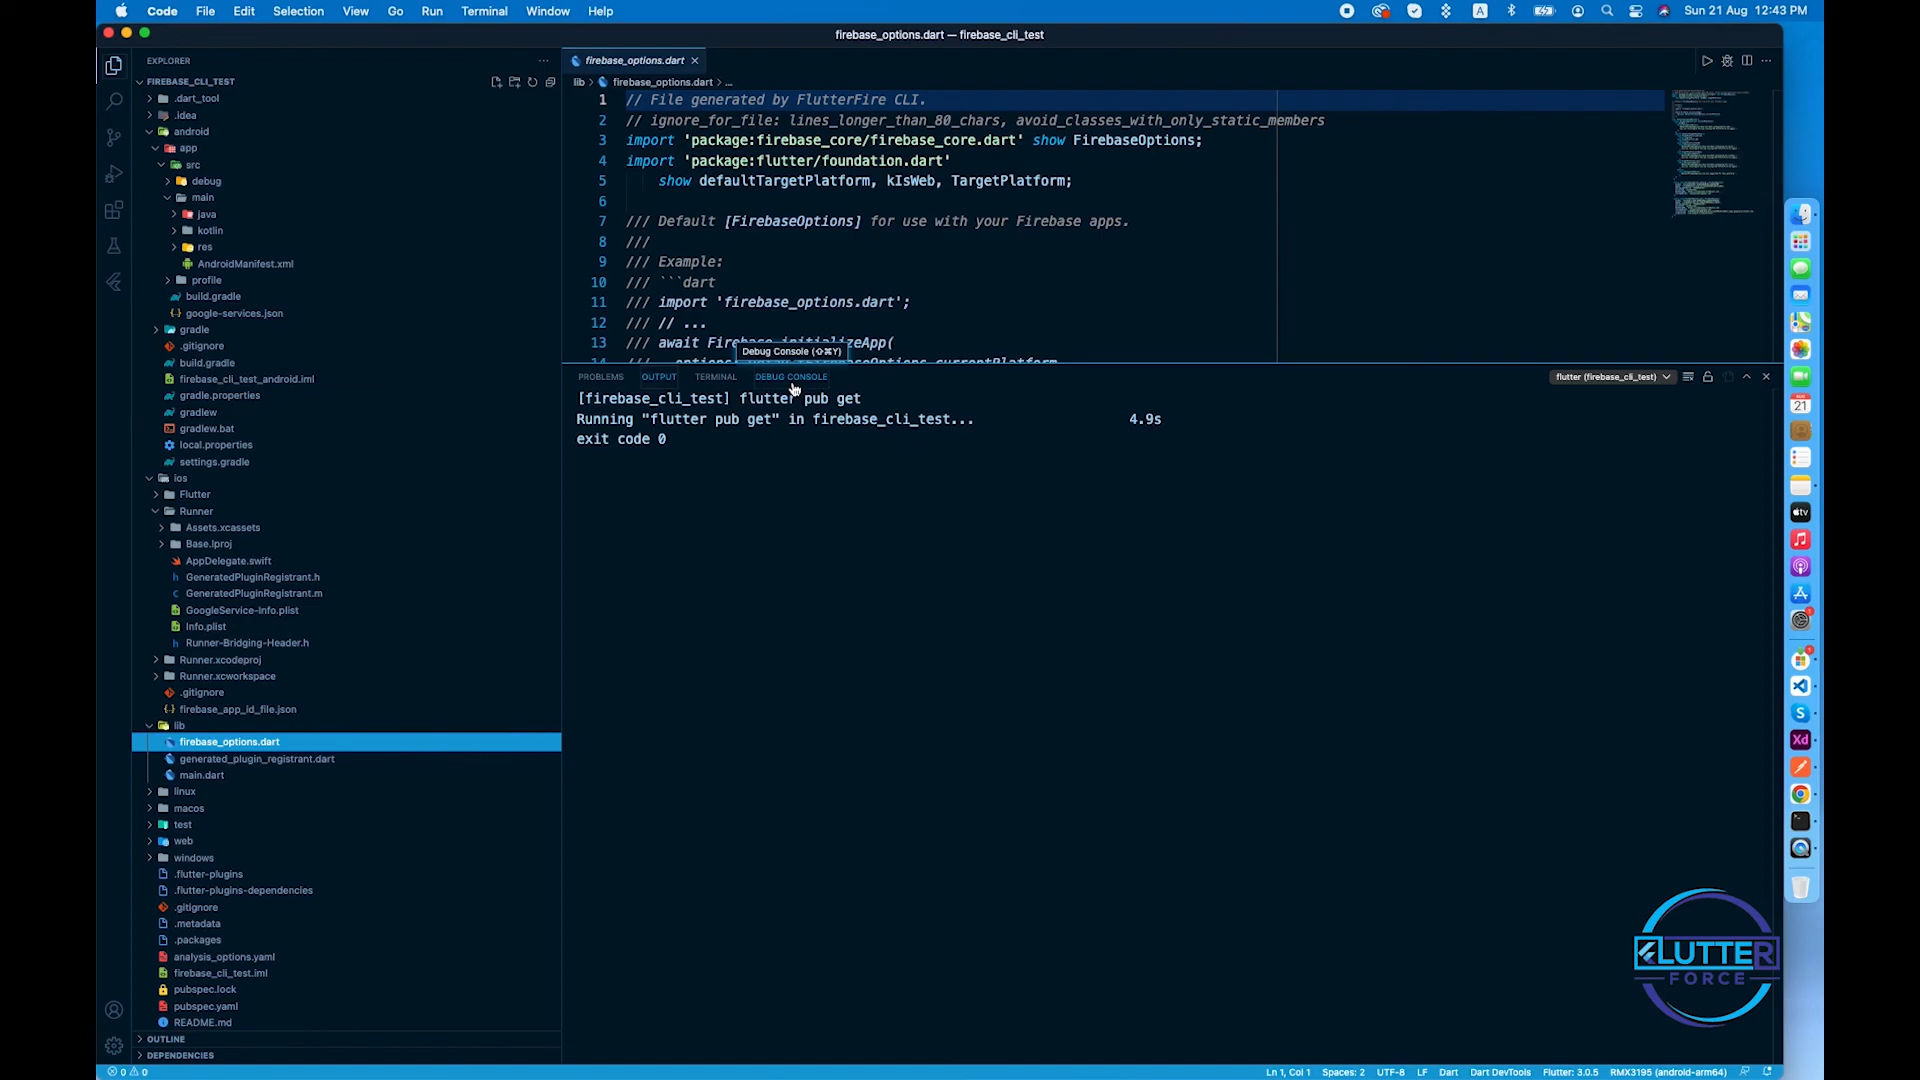 Code File Edit Selection View Go Run Terminal Window Help
A
Sun 21 Aug 12:43 PM
firebase_options.dart — firebase_cli_test
EXPLORER
FIREBASE_CLI_TEST
.dart_tool
.idea
android
app
src
debug
main
java
kotlin
res
AndroidManifest.xml
profile
build.gradle
google-services.json
gradle
.gitignore
build.gradle
firebase_cli_test_android.iml
gradle.properties
gradlew
gradlew.bat
local.properties
settings.gradle
ios
Flutter
Runner
Assets.xcassets
Base.lproj
AppDelegate.swift
GeneratedPluginRegistrant.h
GeneratedPluginRegistrant.m
GoogleService-Info.plist
Info.plist
Runner-Bridging-Header.h
Runner.xcodeproj
Runner.xcworkspace
.gitignore
firebase_app_id_file.json
lib
firebase_options.dart
generated_plugin_registrant.dart
main.dart
linux
macos
test
web
windows
.flutter-plugins
.flutter-plugins-dependencies
.gitignore
.metadata
.packages
analysis_options.yaml
firebase_cli_test.iml
pubspec.lock
pubspec.yaml
README.md
OUTLINE
DEPENDENCIES
firebase_options.dart
lib > firebase_options.dart > ...
1 // File generated by FlutterFire CLI.
2 // ignore_for_file: lines_longer_than_80_chars, avoid_classes_with_only_static_members
3 import 'package:firebase_core/firebase_core.dart' show FirebaseOptions;
4 import 'package:flutter/foundation.dart'
5 show defaultTargetPlatform, kIsWeb, TargetPlatform;
6
7 /// Default [FirebaseOptions] for use with your Firebase apps.
8 ///
9 /// Example:
10 /// ```dart
11 /// import 'firebase_options.dart';
12 /// // ...
13 /// await Firebase.initializeApp(
Debug Console (⇧⌘Y)
PROBLEMS OUTPUT TERMINAL DEBUG CONSOLE
flutter (firebase_cli_test)
[firebase_cli_test] flutter pub get
Running "flutter pub get" in firebase_cli_test... 4.9s
exit code 0
21
tv
S
Xd
FLUTTER
FORCE
0 0
Ln 1, Col 1 Spaces: 2 UTF-8 LF Dart Dart DevTools Flutter: 3.0.5 RMX3195 (android-arm64)